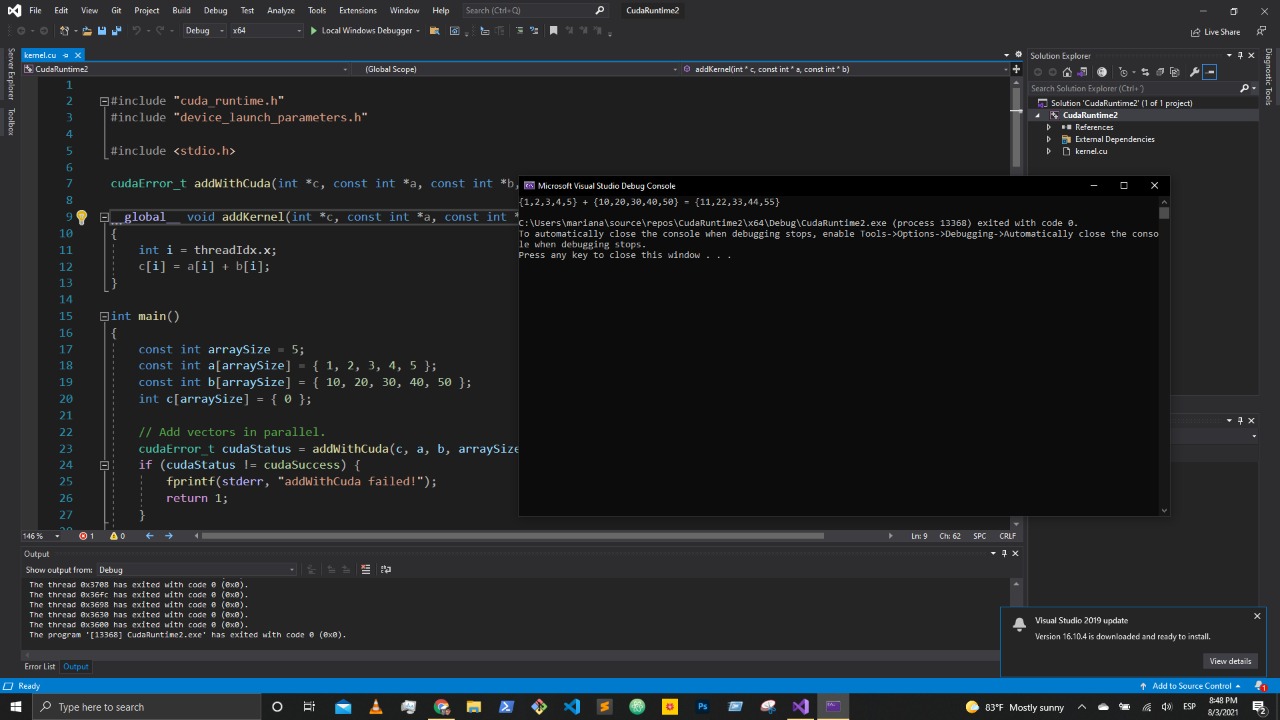 File Edit View Git Project Build Debug Test Analyze Tools Extensions Window Help Search (Ctrl+Q) CudaRuntime2
Debug x64 Local Windows Debugger Live Share
kernel.cu
CudaRuntime2 (Global Scope) addKernel(int * c, const int * a, const int * b)
Server Explorer
Toolbox
1
2 #include "cuda_runtime.h"
3 #include "device_launch_parameters.h"
4
5 #include <stdio.h>
6
7 cudaError_t addWithCuda(int *c, const int *a, const int *b,
8
9 __global__ void addKernel(int *c, const int *a, const int *
10 {
11 int i = threadIdx.x;
12 c[i] = a[i] + b[i];
13 }
14
15 int main()
16 {
17 const int arraySize = 5;
18 const int a[arraySize] = { 1, 2, 3, 4, 5 };
19 const int b[arraySize] = { 10, 20, 30, 40, 50 };
20 int c[arraySize] = { 0 };
21
22 // Add vectors in parallel.
23 cudaError_t cudaStatus = addWithCuda(c, a, b, arraySize
24 if (cudaStatus != cudaSuccess) {
25 fprintf(stderr, "addWithCuda failed!");
26 return 1;
27 }
146 % 1 0 Ln: 9 Ch: 62 SPC CRLF
Microsoft Visual Studio Debug Console
{1,2,3,4,5} + {10,20,30,40,50} = {11,22,33,44,55}
C:\Users\mariana\source\repos\CudaRuntime2\x64\Debug\CudaRuntime2.exe (process 13368) exited with code 0.
To automatically close the console when debugging stops, enable Tools->Options->Debugging->Automatically close the conso
le when debugging stops.
Press any key to close this window . . .
Solution Explorer
Search Solution Explorer (Ctrl+')
Solution 'CudaRuntime2' (1 of 1 project)
CudaRuntime2
References
External Dependencies
kernel.cu
Diagnostic Tools
Output
Show output from: Debug
The thread 0x3708 has exited with code 0 (0x0).
The thread 0x36fc has exited with code 0 (0x0).
The thread 0x3698 has exited with code 0 (0x0).
The thread 0x3630 has exited with code 0 (0x0).
The thread 0x3600 has exited with code 0 (0x0).
The program '[13368] CudaRuntime2.exe' has exited with code 0 (0x0).
Error List Output
Visual Studio 2019 update
Version 16.10.4 is downloaded and ready to install.
View details
Ready Add to Source Control 1
Type here to search
Ps
83°F Mostly sunny ESP 8:48 PM
8/3/2021 2